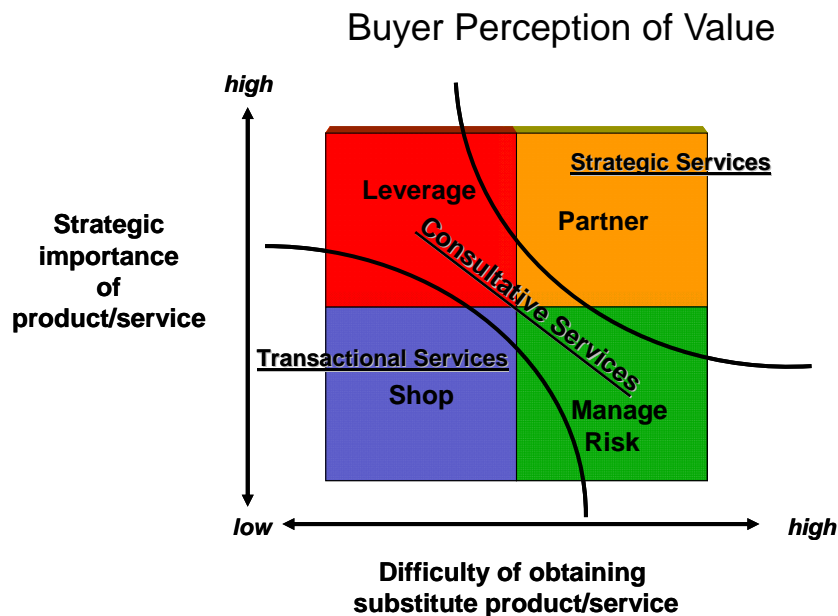 Buyer Perception of Value
high
Strategic
importance
of
product/service
Leverage
Strategic Services
Partner
Consultative Services
Transactional Services
Shop
Manage
Risk
low
high
Difficulty of obtaining
substitute product/service